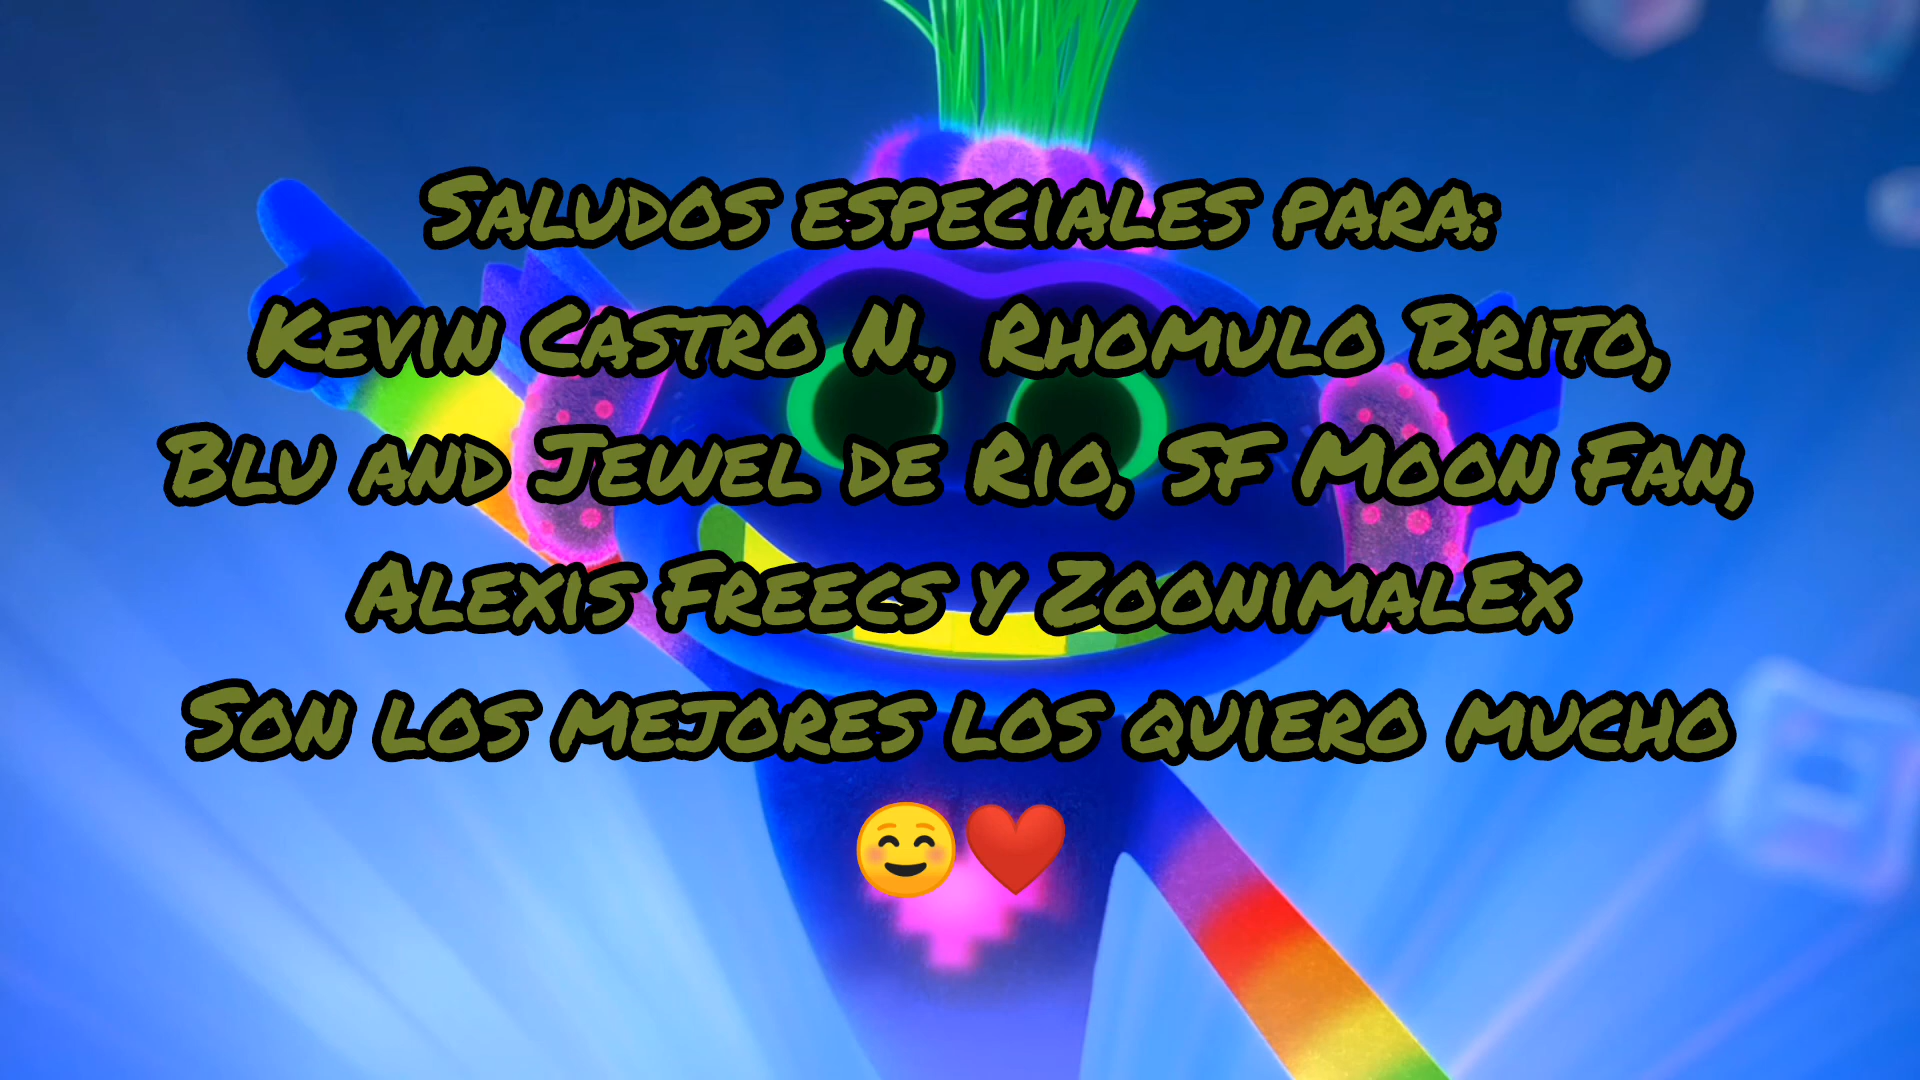 Saludos especiales para:
Kevin Castro N., Rhomulo Brito,
Blu and Jewel de Rio, SF Moon Fan,
Alexis Freecs y ZoonimalEx
Son los mejores los quiero mucho
☺️❤️